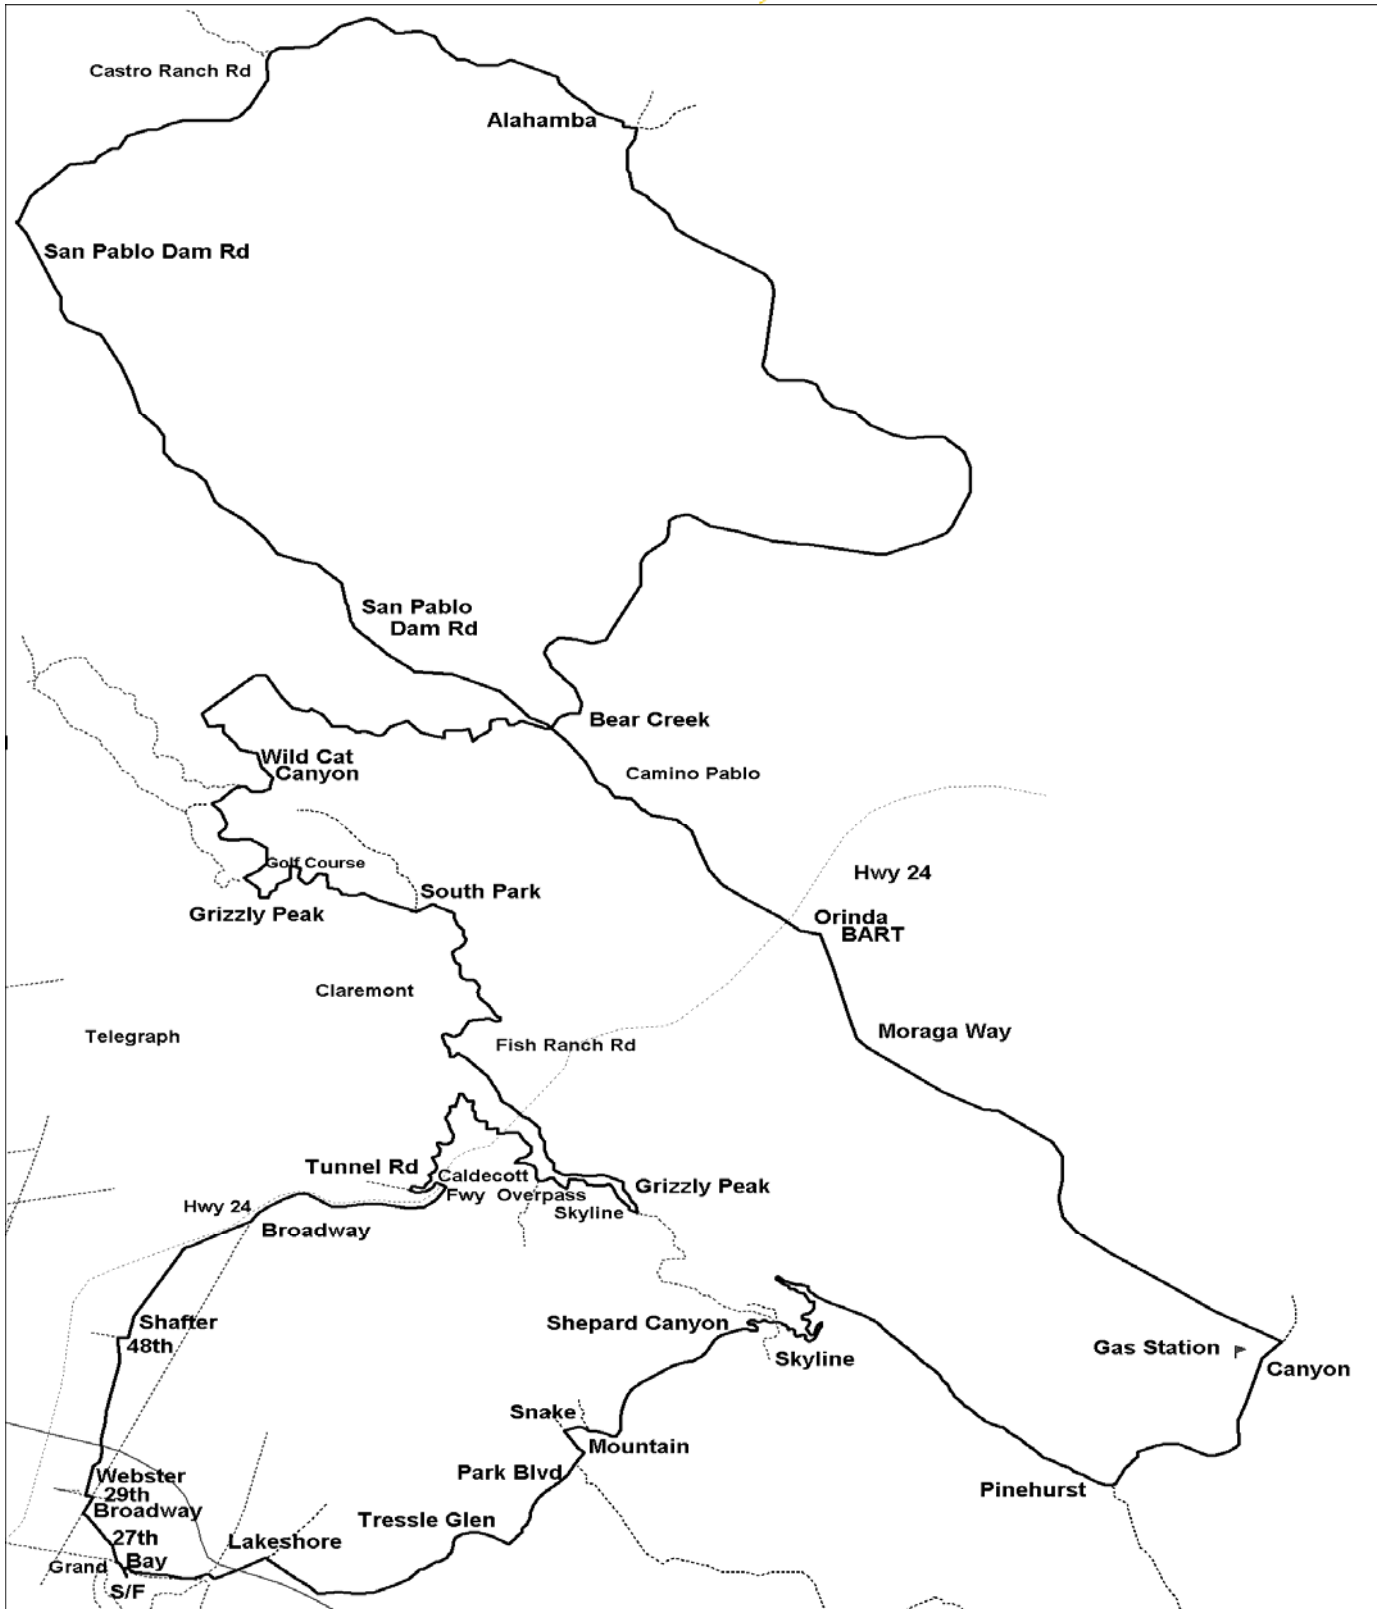 Castro Ranch Rd
Alahamba
San Pablo Dam Rd
San Pablo
Dam Rd
Bear Creek
Wild Cat
Canyon
Camino Pablo
Golf Course
Hwy 24
South Park
Grizzly Peak
Orinda
BART
Claremont
Telegraph
Moraga Way
Fish Ranch Rd
Tunnel Rd
Caldecott
Fwy Overpass
Grizzly Peak
Hwy 24
Skyline
Broadway
Shafter
48th
Shepard Canyon
Skyline
Gas Station
Canyon
Snake
Mountain
Park Blvd
Webster
29th
Broadway
Pinehurst
Tressle Glen
27th
Lakeshore
Grand
Bay
S/F